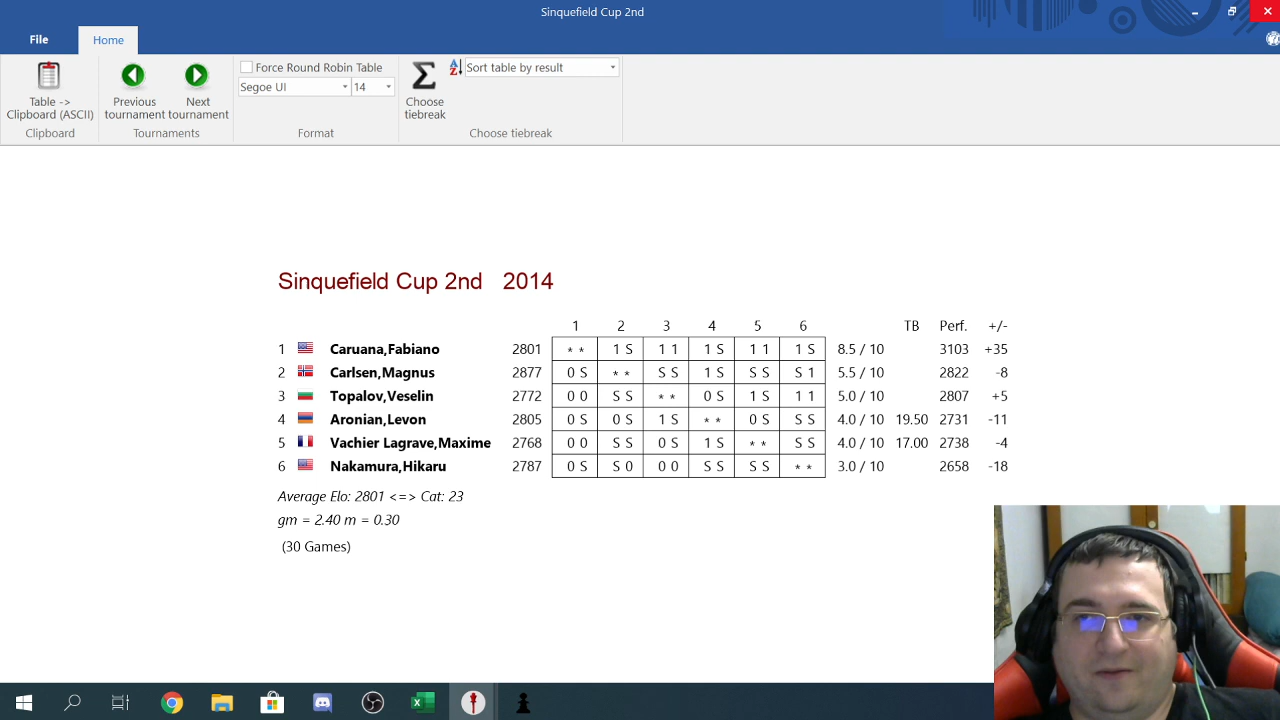 Sinquefield Cup 2nd
File Home
Force Round Robin Table Sort table by result
Segoe UI 14
Table -> Clipboard (ASCII) Previous tournament Next tournament Choose tiebreak
Clipboard Tournaments Format Choose tiebreak
Sinquefield Cup 2nd 2014
1 2 3 4 5 6 TB Perf. +/-
1 Caruana,Fabiano 2801 * * 1 S 1 1 1 S 1 1 1 S 8.5 / 10 3103 +35
2 Carlsen,Magnus 2877 0 S * * S S 1 S S S S 1 5.5 / 10 2822 -8
3 Topalov,Veselin 2772 0 0 S S * * 0 S 1 S 1 1 5.0 / 10 2807 +5
4 Aronian,Levon 2805 0 S 0 S 1 S * * 0 S S S 4.0 / 10 19.50 2731 -11
5 Vachier Lagrave,Maxime 2768 0 0 S S 0 S 1 S * * S S 4.0 / 10 17.00 2738 -4
6 Nakamura,Hikaru 2787 0 S S 0 0 0 S S S S * * 3.0 / 10 2658 -18
Average Elo: 2801 <=> Cat: 23
gm = 2.40 m = 0.30
(30 Games)